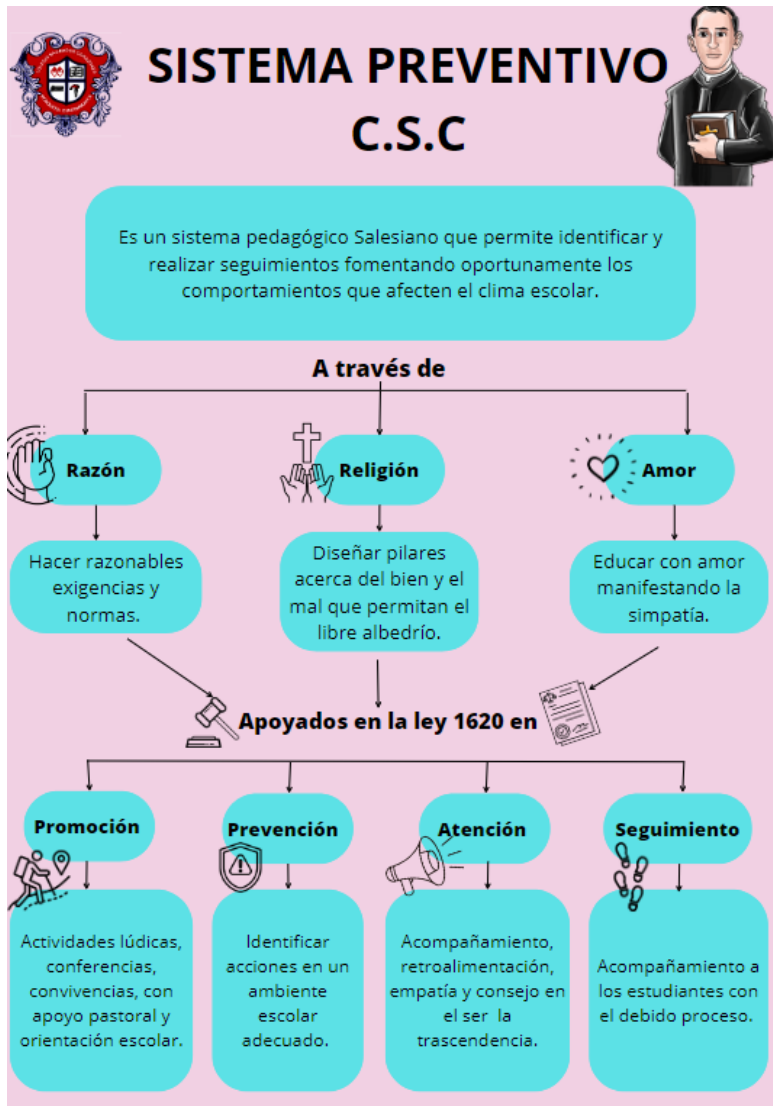 SISTEMA PREVENTIVO
C.S.C
Es un sistema pedagógico Salesiano que permite identificar y
realizar seguimientos fomentando oportunamente los
comportamientos que afecten el clima escolar.
A través de
Razón
Religión
Amor
Hacer razonables
exigencias y
normas.
Diseñar pilares
acerca del bien y el
mal que permitan el
libre albedrío.
Educar con amor
manifestando la
simpatía.
Apoyados en la ley 1620 en
Promoción
Prevención
Atención
Seguimiento
Actividades lúdicas,
conferencias,
convivencias, con
apoyo pastoral y
orientación escolar.
Identificar
acciones en un
ambiente
escolar
adecuado.
Acompañamiento,
retroalimentación,
empatía y consejo en
el ser la
trascendencia.
Acompañamiento a
los estudiantes con
el debido proceso.